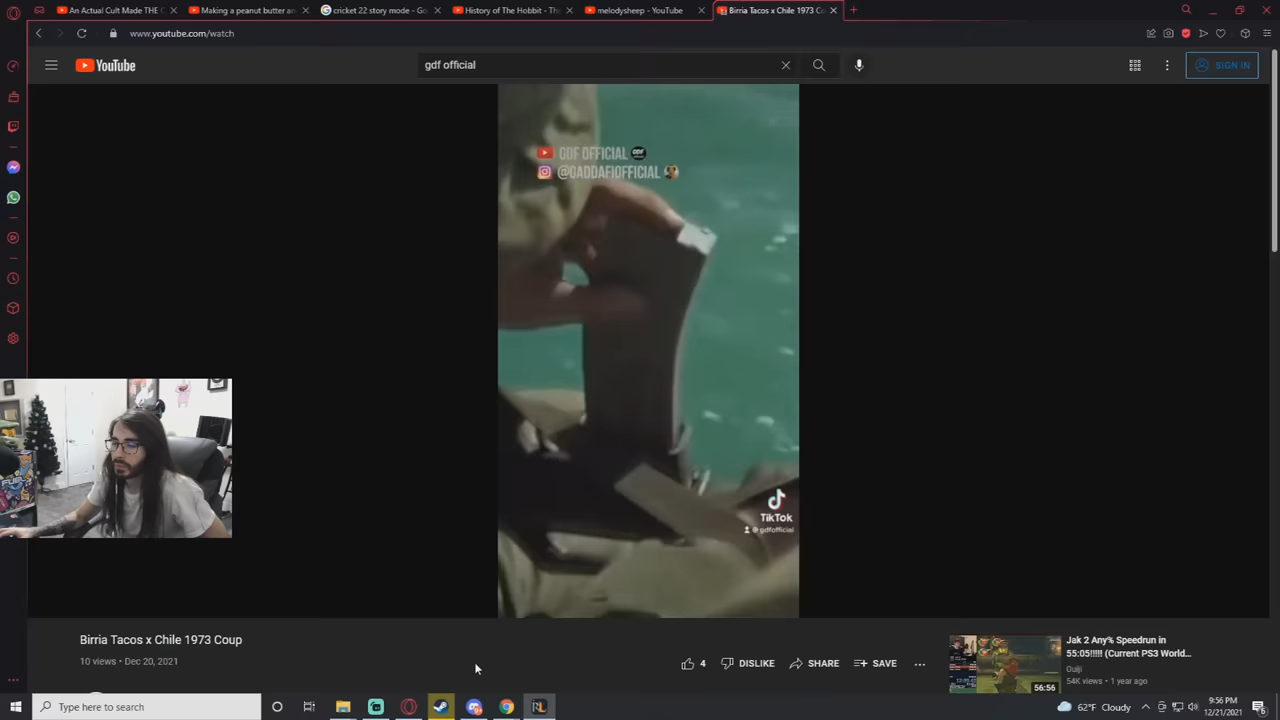 An Actual Cult Made THE C
Making a peanut butter an
cricket 22 story mode - Go
History of The Hobbit - The
melodysheep - YouTube
Birria Tacos x Chile 1973 C
www.youtube.com/watch
YouTube
gdf official
SIGN IN
GDF OFFICIAL GDF
@GADDAFIOFFICIAL
TikTok
@gdfofficial
Birria Tacos x Chile 1973 Coup
10 views • Dec 20, 2021
4
DISLIKE
SHARE
SAVE
Jak 2 Any% Speedrun in
55:05!!!!! (Current PS3 World...
Ouiji
54K views • 1 year ago
56:56
Type here to search
62°F Cloudy
9:56 PM
12/21/2021